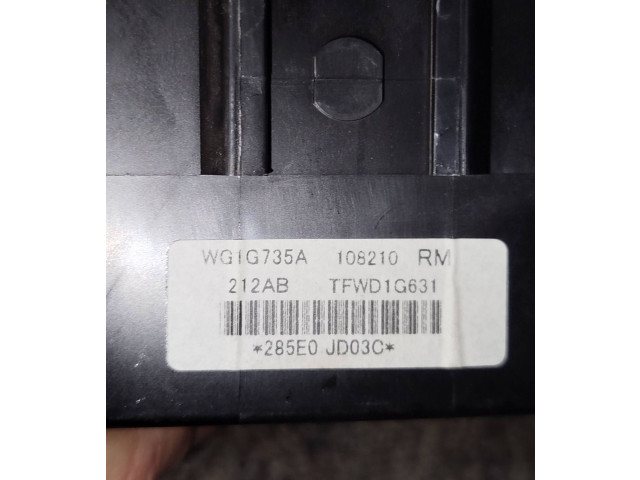 WG1G735A 108210 RM
212AB TFWD1G631
*285E0 JD03C*